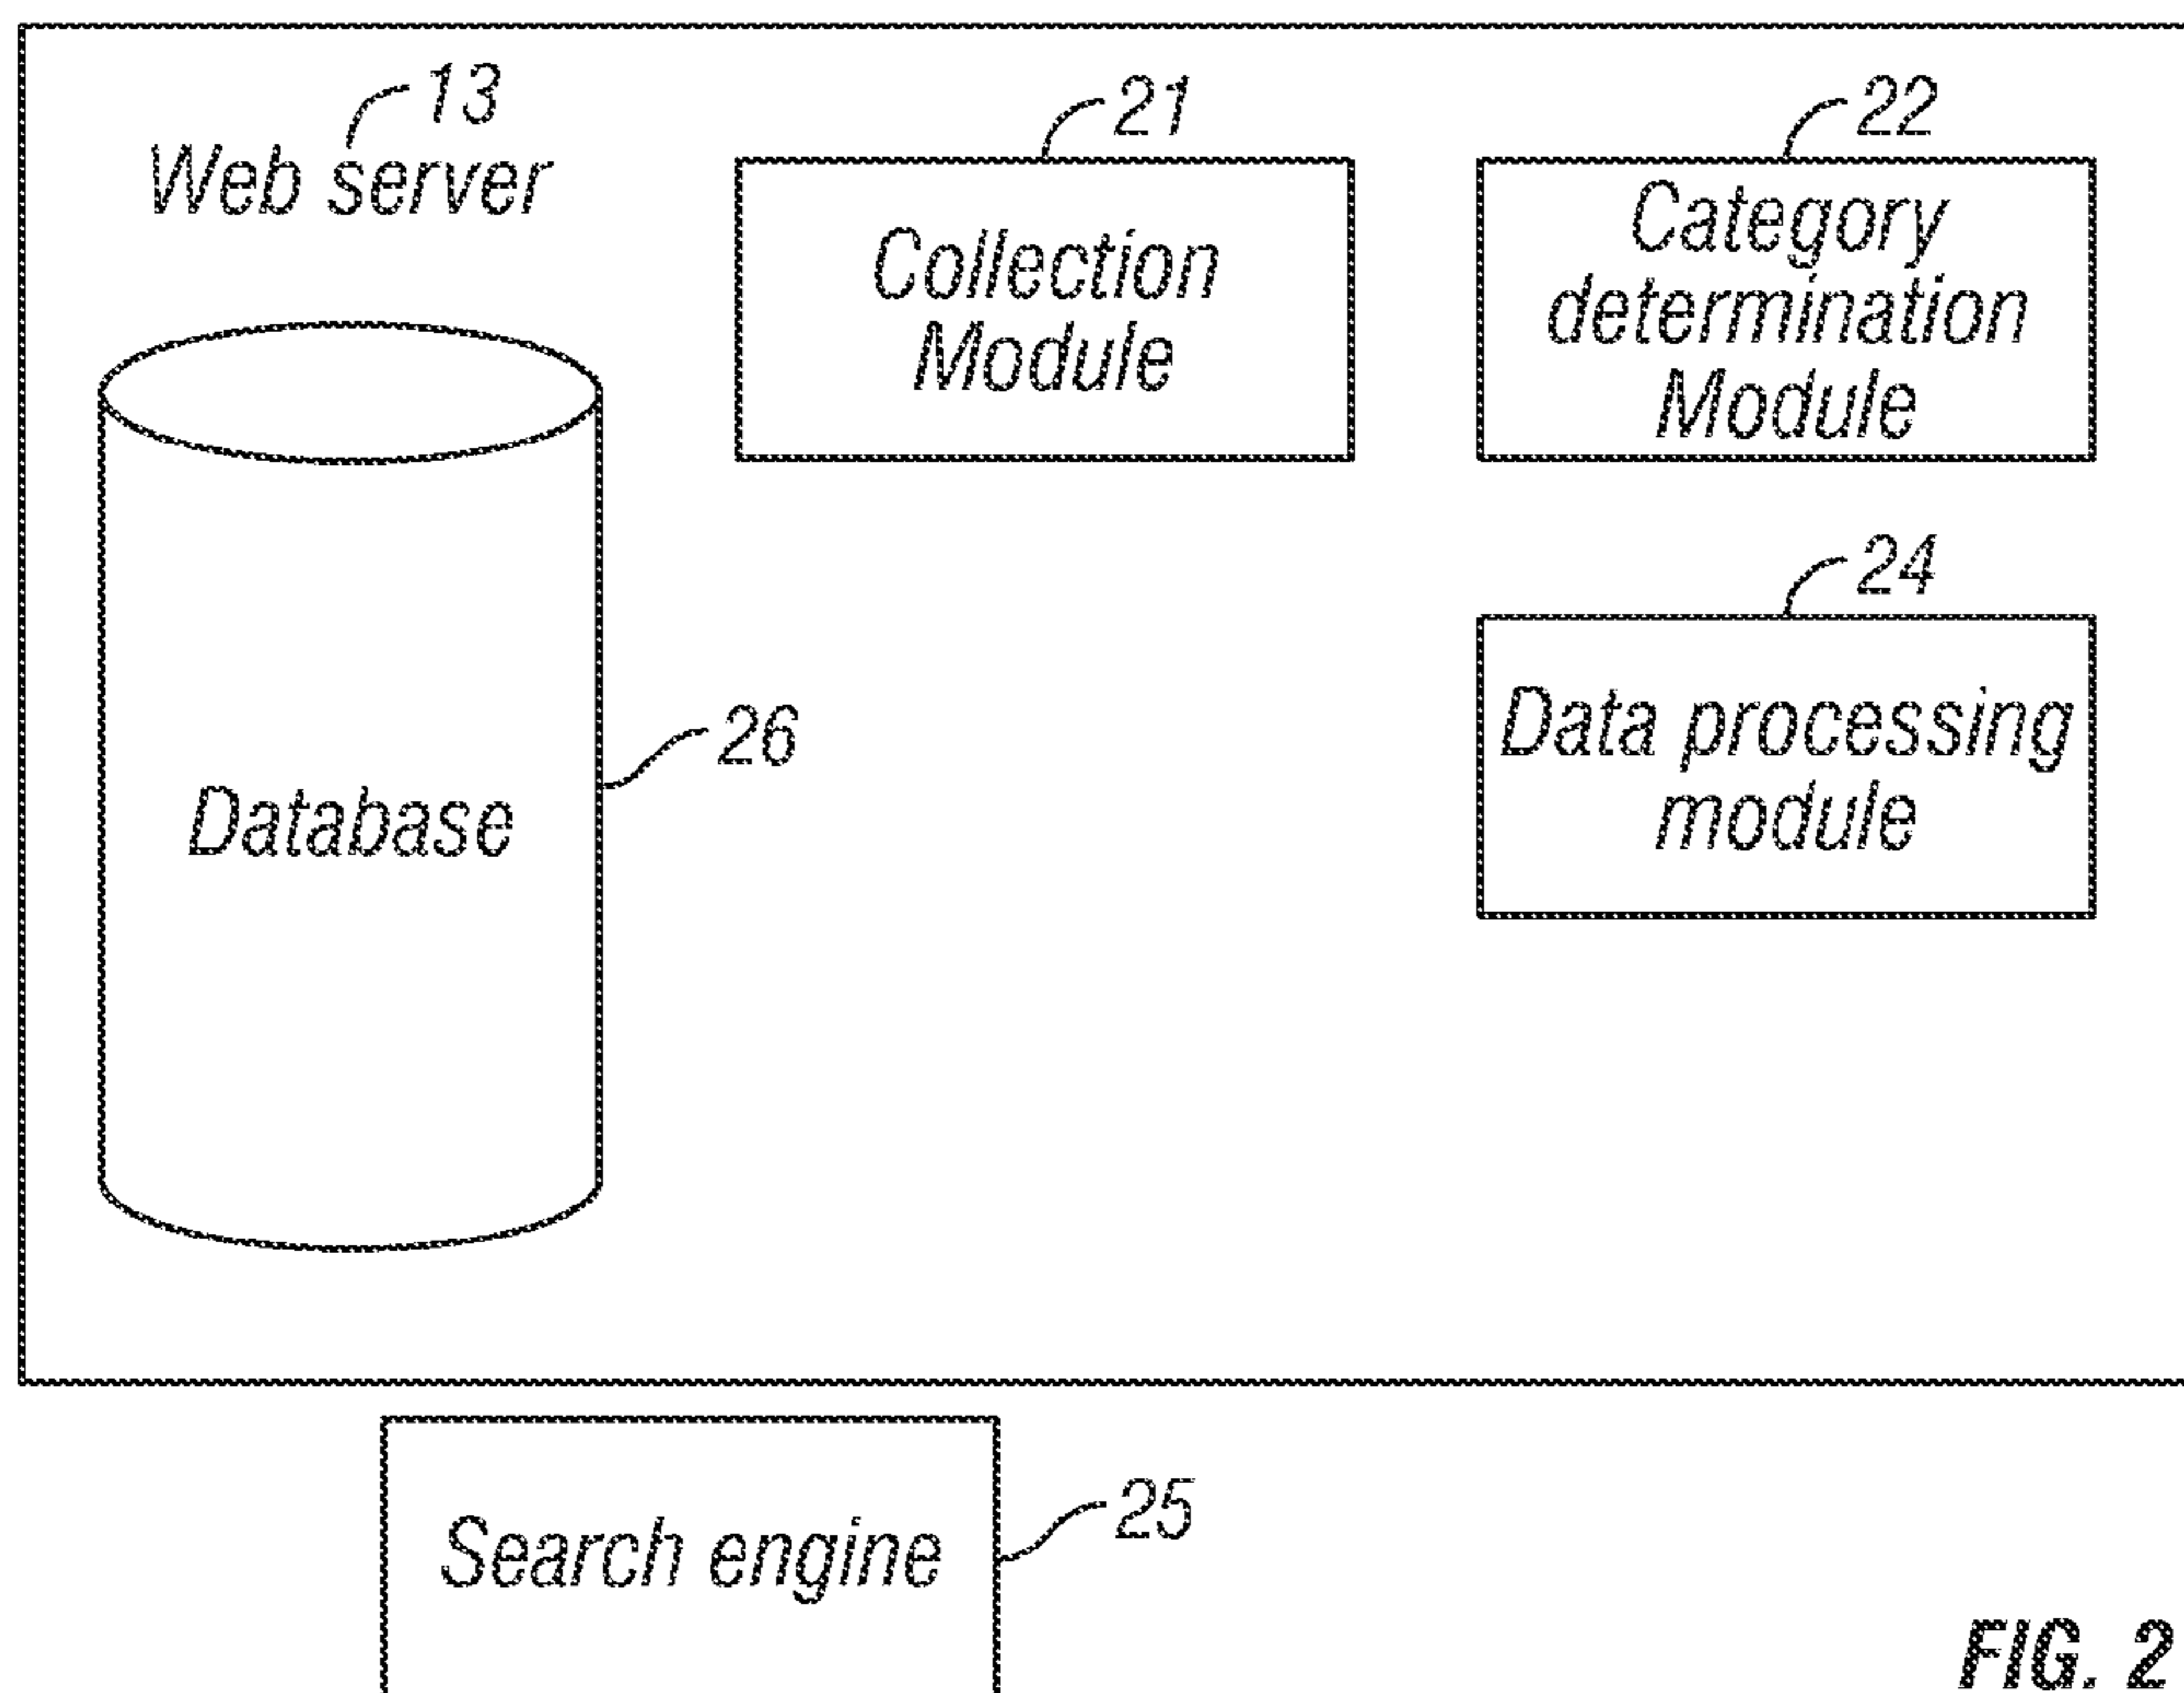 13
Web server
21
Collection
Module
22
Category
determination
Module
24
Data processing
module
26
Database
25
Search engine
FIG. 2